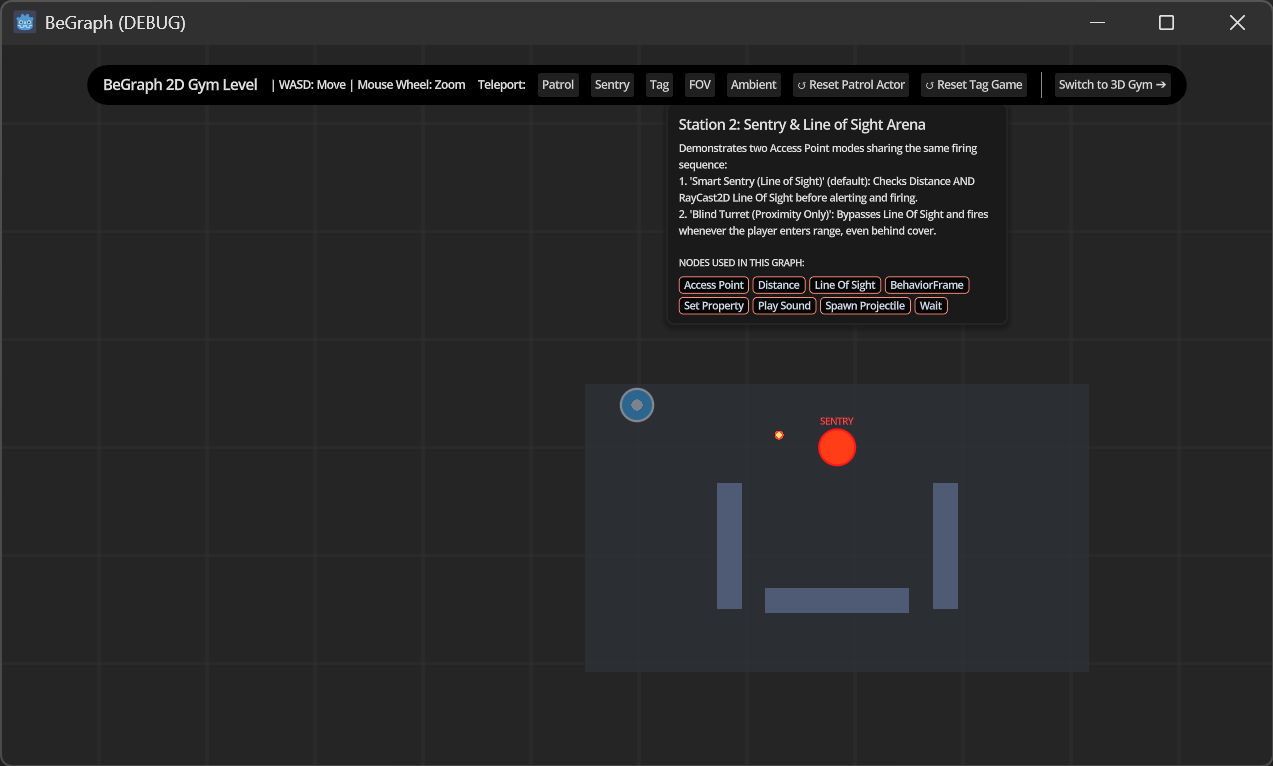 BeGraph (DEBUG)
BeGraph 2D Gym Level | WASD: Move | Mouse Wheel: Zoom Teleport: Patrol Sentry Tag FOV Ambient ↺ Reset Patrol Actor ↺ Reset Tag Game Switch to 3D Gym →
Station 2: Sentry & Line of Sight Arena
Demonstrates two Access Point modes sharing the same firing
sequence:
1. 'Smart Sentry (Line of Sight)' (default): Checks Distance AND
RayCast2D Line Of Sight before alerting and firing.
2. 'Blind Turret (Proximity Only)': Bypasses Line Of Sight and fires
whenever the player enters range, even behind cover.
NODES USED IN THIS GRAPH:
Access Point Distance Line Of Sight BehaviorFrame
Set Property Play Sound Spawn Projectile Wait
SENTRY